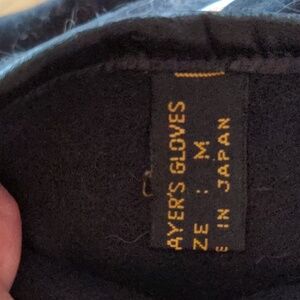 AYER'S GLOVES
ZE : M
E IN JAPAN